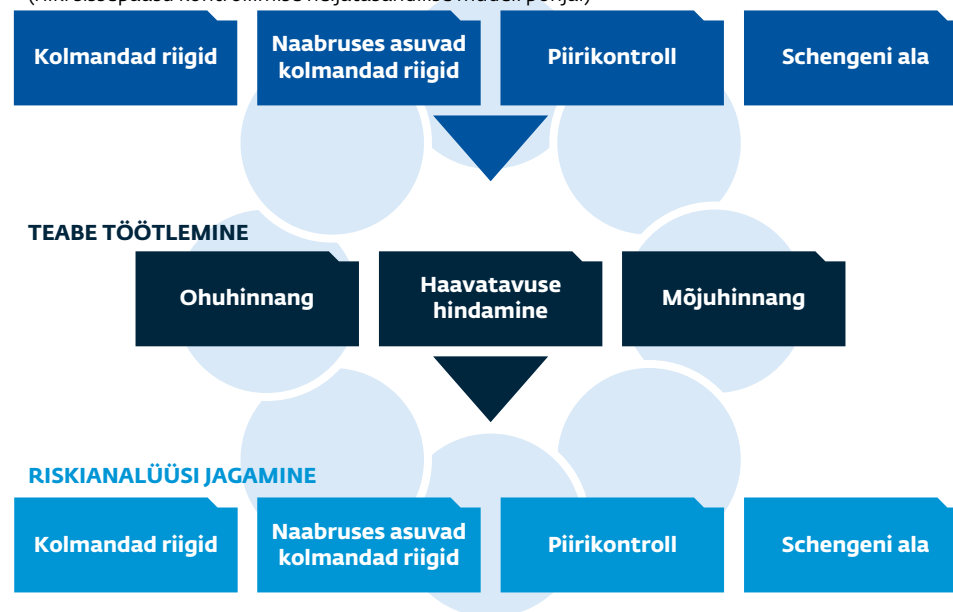 Kolmandad riigid
Naabruses asuvad
kolmandad riigid
Piirikontroll
Schengeni ala
TEABE TÖÖTLEMINE
Ohuhinnang
Haavatavuse
hindamine
Mõjuhinnang
RISKIANALÜÜSI JAGAMINE
Kolmandad riigid
Naabruses asuvad
kolmandad riigid
Piirikontroll
Schengeni ala